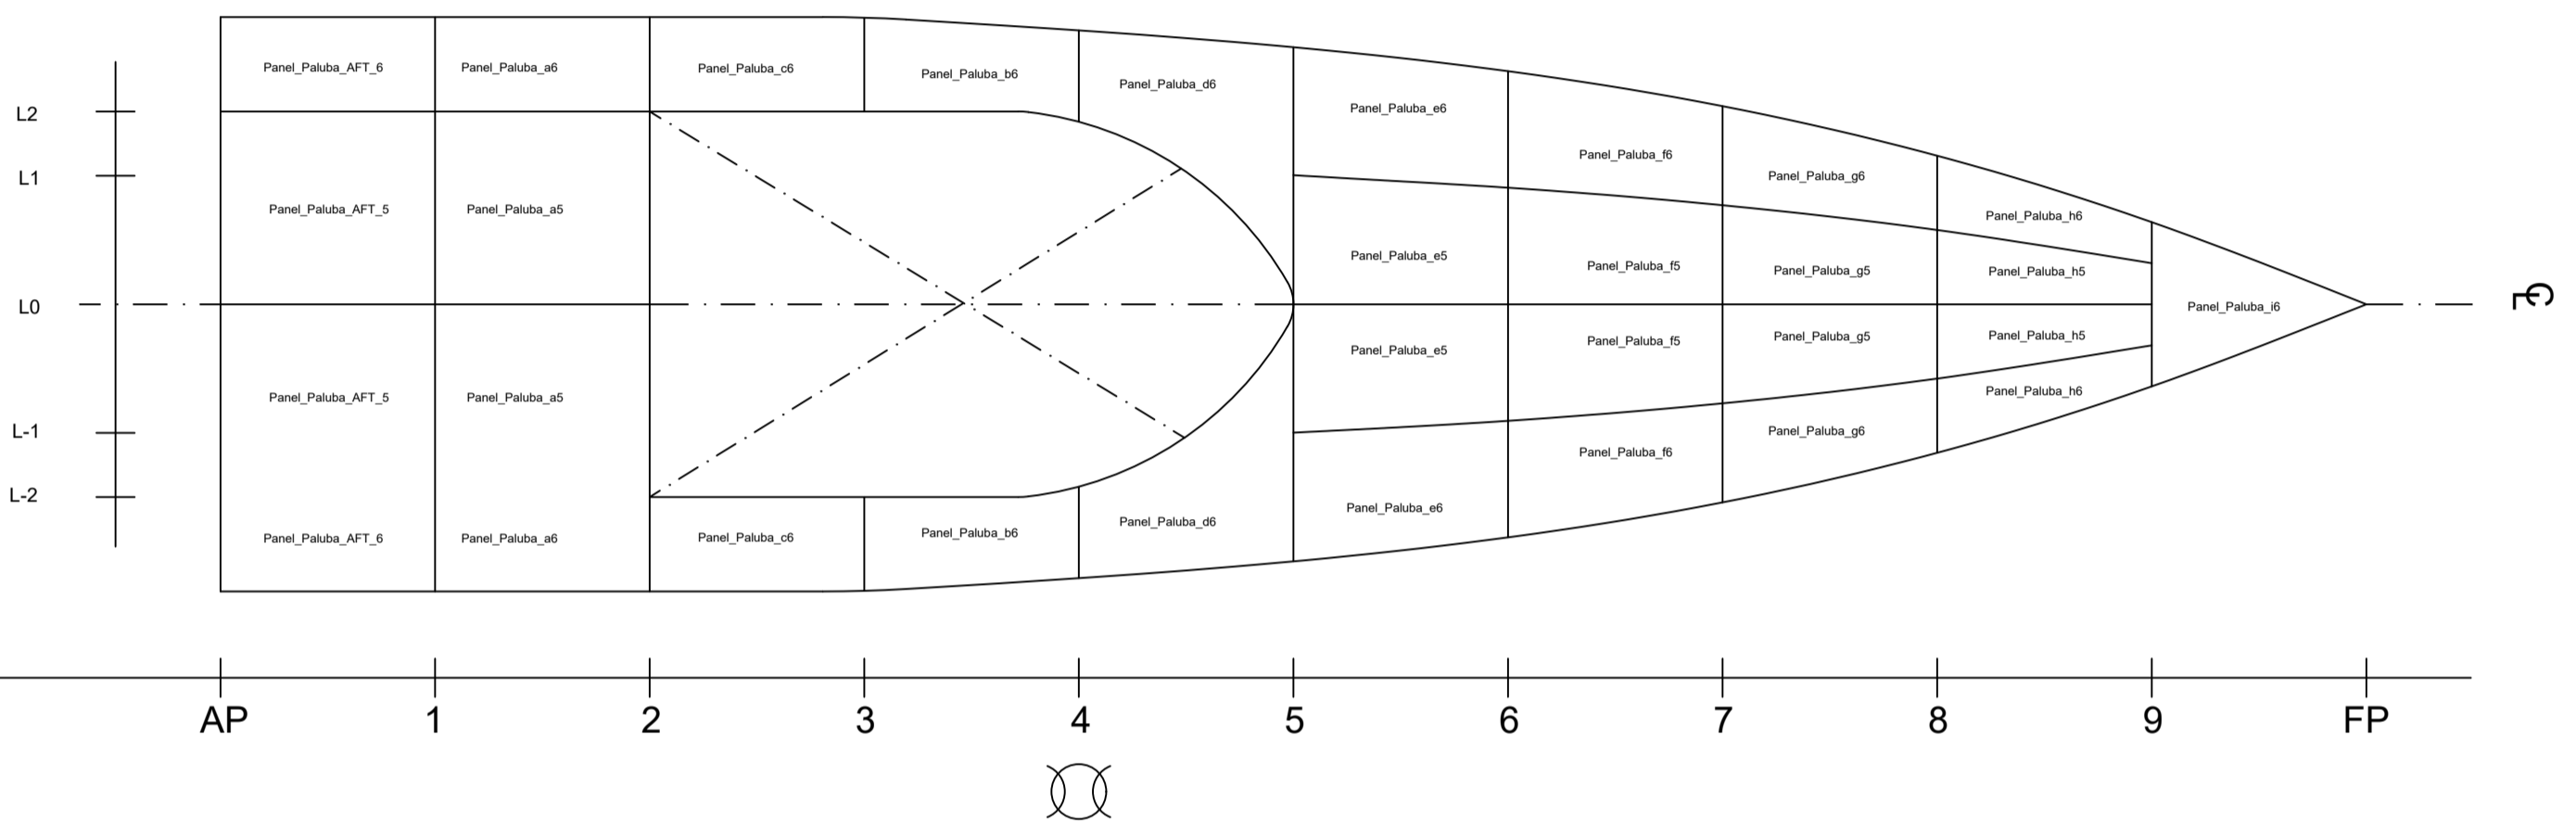 Panel_Paluba_AFT_6 Panel_Paluba_a6 Panel_Paluba_c6 Panel_Paluba_b6 Panel_Paluba_d6
Panel_Paluba_e6
L2
Panel_Paluba_f6
L1 Panel_Paluba_g6
Panel_Paluba_AFT_5 Panel_Paluba_a5 Panel_Paluba_h6
Panel_Paluba_e5 Panel_Paluba_f5 Panel_Paluba_g5 Panel_Paluba_h5
L0 Panel_Paluba_i6 CL
Panel_Paluba_e5 Panel_Paluba_f5 Panel_Paluba_g5 Panel_Paluba_h5
Panel_Paluba_AFT_5 Panel_Paluba_a5 Panel_Paluba_h6
L-1 Panel_Paluba_g6
Panel_Paluba_f6
L-2 Panel_Paluba_e6
Panel_Paluba_d6
Panel_Paluba_AFT_6 Panel_Paluba_a6 Panel_Paluba_c6 Panel_Paluba_b6
AP 1 2 3 4 5 6 7 8 9 FP